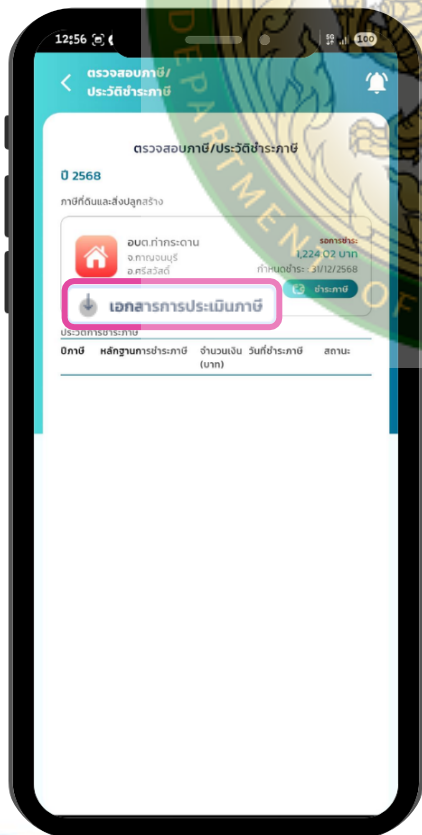 12:56
5G
100
ตรวจสอบภาษี/
ประวัติชำระภาษี
DEPARTMENT OF
ตรวจสอบภาษี/ประวัติชำระภาษี
ปี 2568
ภาษีที่ดินและสิ่งปลูกสร้าง
อบต.ท่ากระดาน
รอการชำระ
จ.กาญจนบุรี
1,224.02 บาท
อ.ศรีสวัสดิ์
กำหนดชำระ: 31/12/2568
ชำระภาษี
เอกสารการประเมินภาษี
ประวัติการชำระภาษี
ปีภาษี หลักฐานการชำระภาษี จำนวนเงิน วันที่ชำระภาษี สถานะ
(บาท)